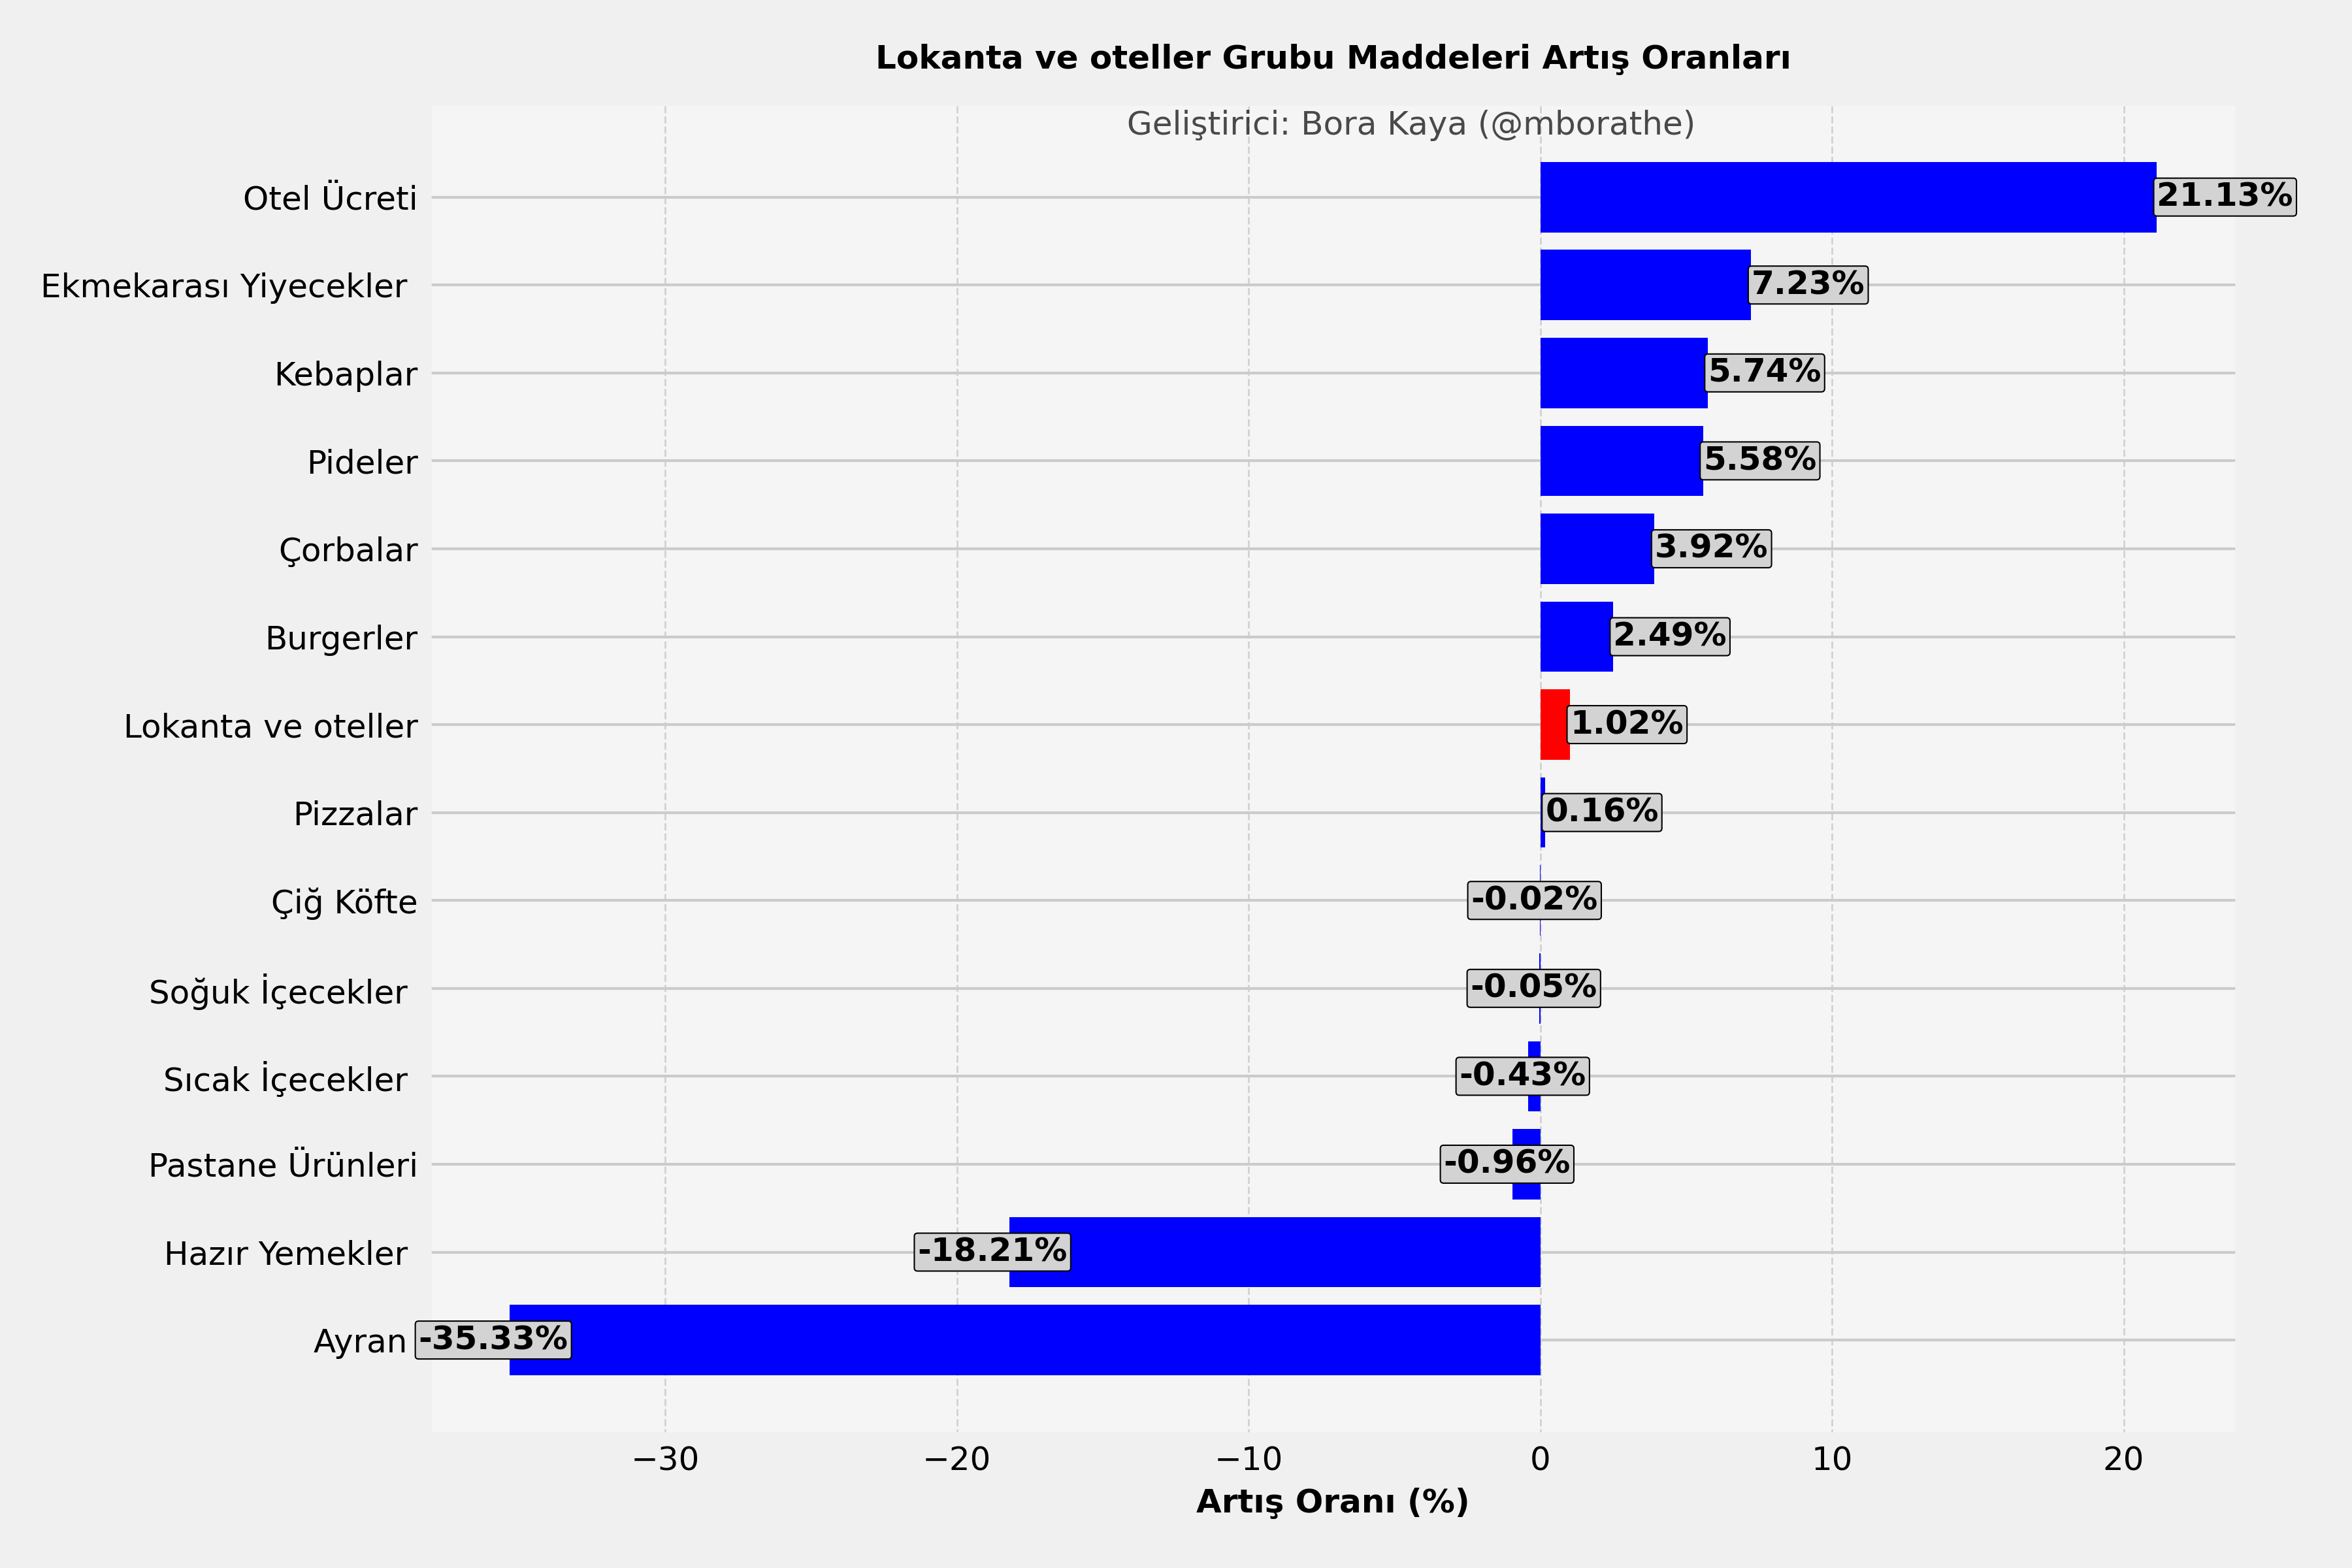 Lokanta ve oteller Grubu Maddeleri Artış Oranları
Geliştirici: Bora Kaya (@mborathe)
Otel Ücreti 21.13%
Ekmekarası Yiyecekler 7.23%
Kebaplar 5.74%
Pideler 5.58%
Çorbalar 3.92%
Burgerler 2.49%
Lokanta ve oteller 1.02%
Pizzalar 0.16%
Çiğ Köfte -0.02%
Soğuk İçecekler -0.05%
Sıcak İçecekler -0.43%
Pastane Ürünleri -0.96%
Hazır Yemekler -18.21%
Ayran -35.33%
−30 −20 −10 0 10 20
Artış Oranı (%)